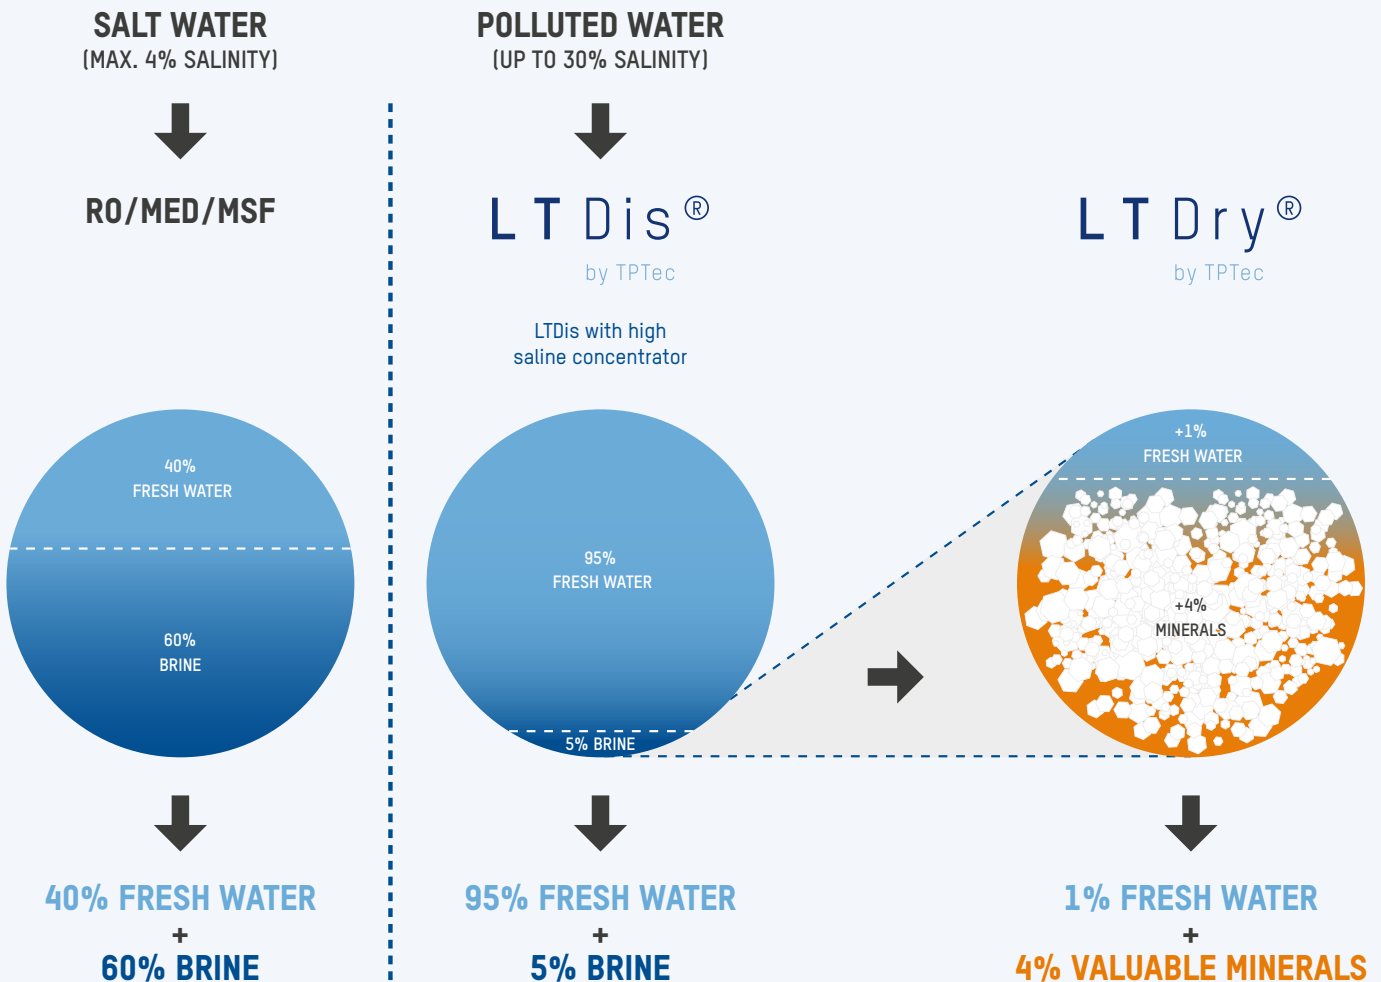 SALT WATER
(MAX. 4% SALINITY)
RO/MED/MSF
40%
FRESH WATER
60%
BRINE
40% FRESH WATER
+
60% BRINE
POLLUTED WATER
(UP TO 30% SALINITY)
LTDis®
by TPTec
LTDis with high
saline concentrator
95%
FRESH WATER
5% BRINE
95% FRESH WATER
+
5% BRINE
LTDry®
by TPTec
+1%
FRESH WATER
+4%
MINERALS
1% FRESH WATER
+
4% VALUABLE MINERALS